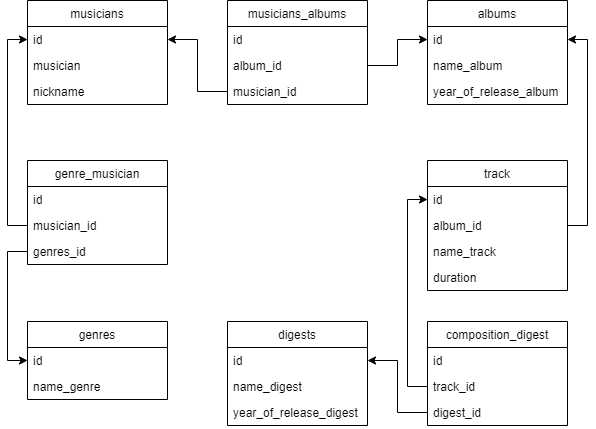 musicians
id
musician
nickname
musicians_albums
id
album_id
musician_id
albums
id
name_album
year_of_release_album
genre_musician
id
musician_id
genres_id
track
id
album_id
name_track
duration
genres
id
name_genre
digests
id
name_digest
year_of_release_digest
composition_digest
id
track_id
digest_id